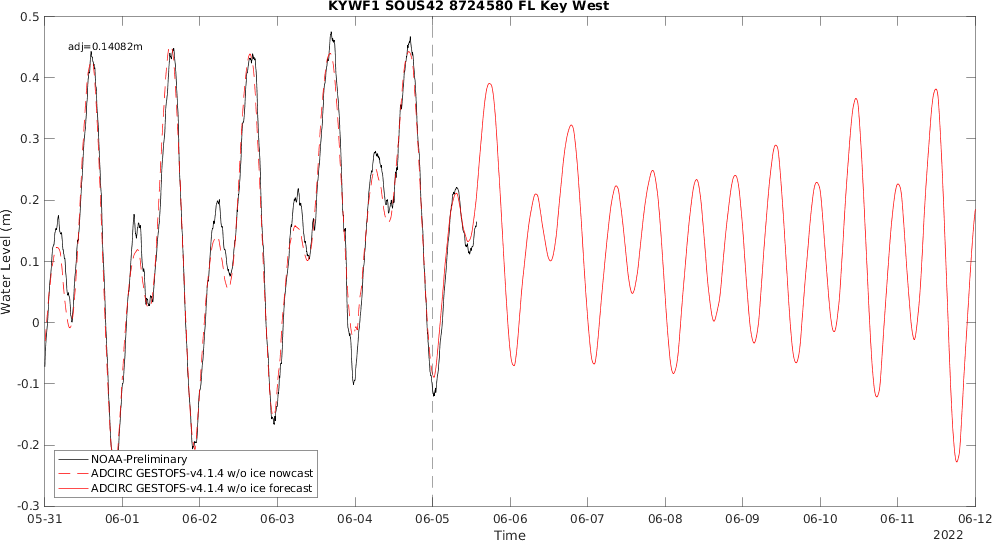 KYWF1 SOUS42 8724580 FL Key West
adj=0.14082m
0.5
0.4
0.3
0.2
0.1
0
-0.1
-0.2
-0.3
Water Level (m)
NOAA-Preliminary
ADCIRC GESTOFS-v4.1.4 w/o ice nowcast
ADCIRC GESTOFS-v4.1.4 w/o ice forecast
05-31 06-01 06-02 06-03 06-04 06-05 06-06 06-07 06-08 06-09 06-10 06-11 06-12
Time
2022